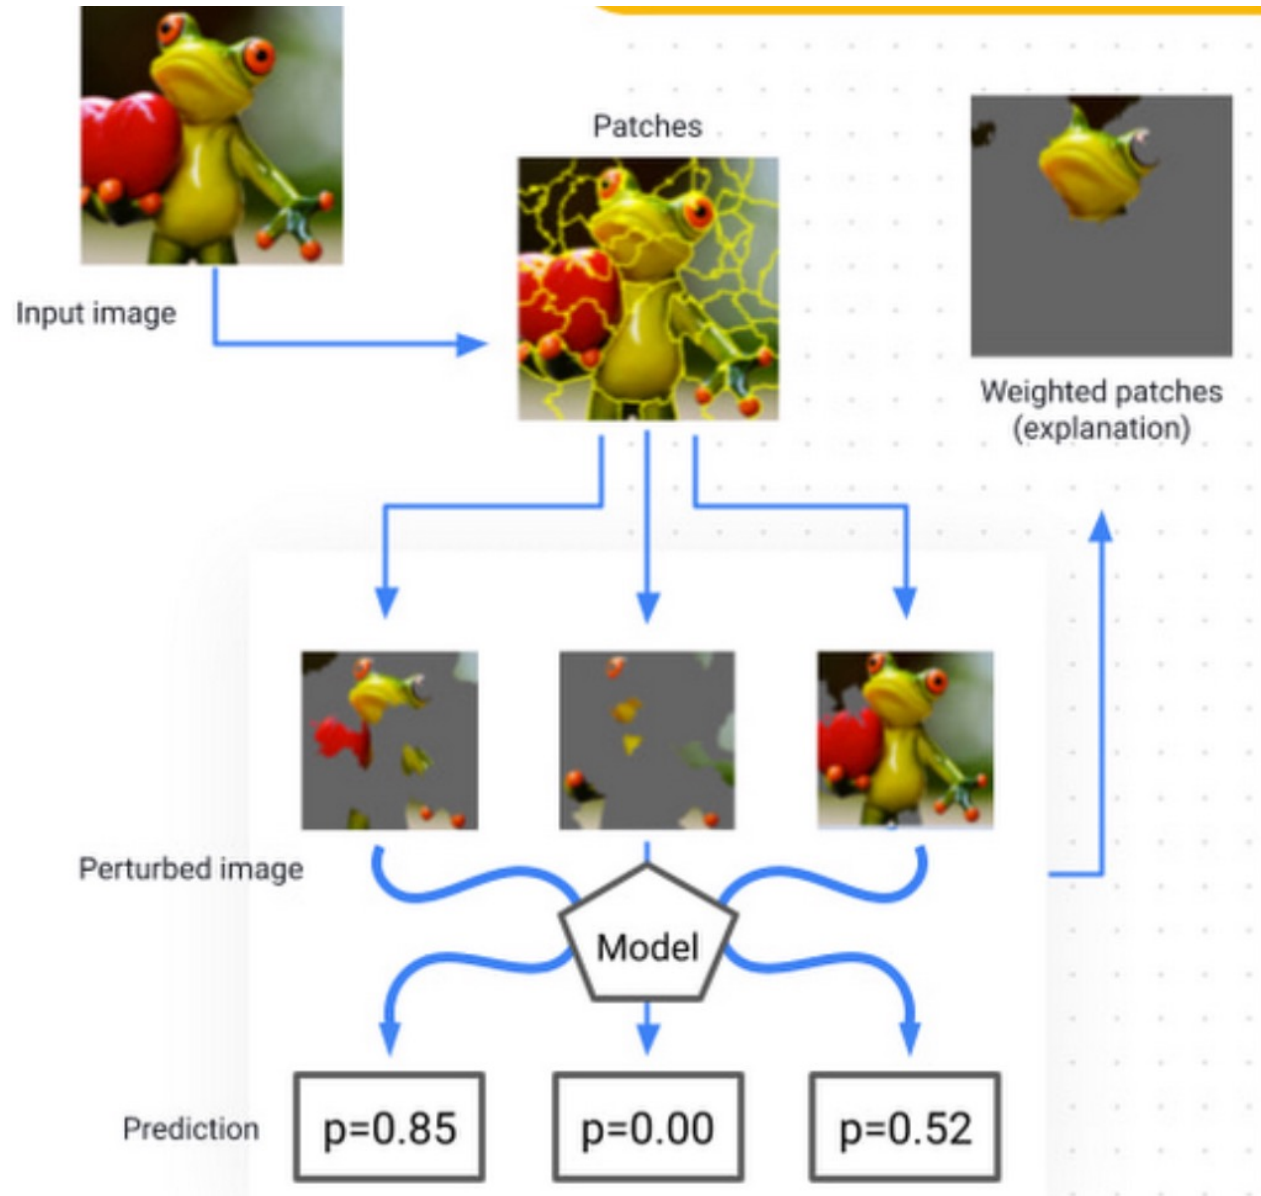 Patches
Input image
Weighted patches
(explanation)
Perturbed image
Model
Prediction
p=0.85
p=0.00
p=0.52